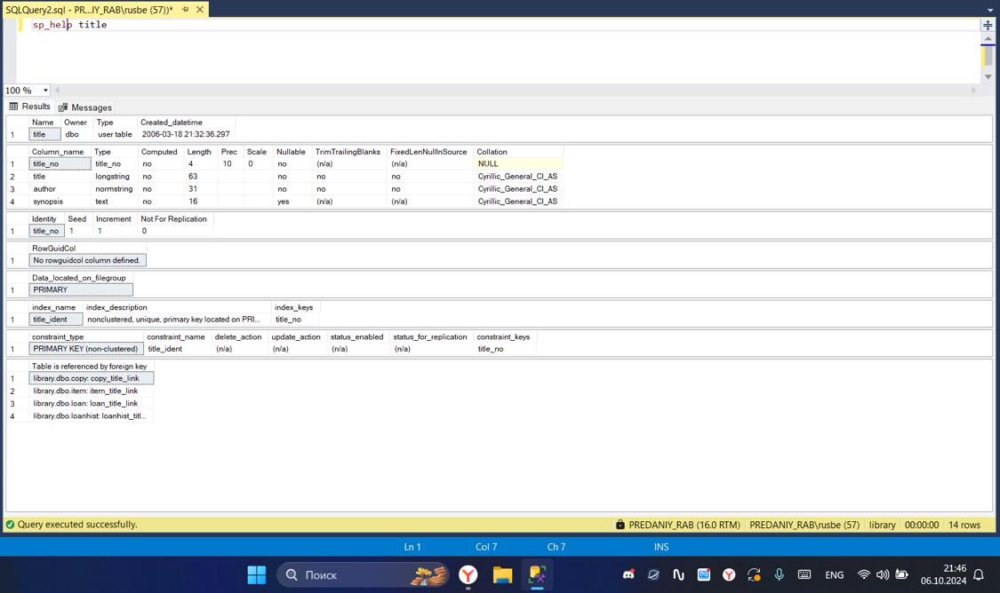 SQLQuery2.sql - PR...IY_RAB\rusbe (57))*
sp_help title
100 %
Results Messages
Name Owner Type Created_datetime
1 title dbo user table 2006-03-18 21:32:36.297
Column_name Type Computed Length Prec Scale Nullable TrimTrailingBlanks FixedLenNullInSource Collation
1 title_no title_no no 4 10 0 no (n/a) (n/a) NULL
2 title longstring no 63 no no no Cyrillic_General_CI_AS
3 author normstring no 31 no no no Cyrillic_General_CI_AS
4 synopsis text no 16 yes (n/a) (n/a) Cyrillic_General_CI_AS
Identity Seed Increment Not For Replication
1 title_no 1 1 0
RowGuidCol
1 No rowguidcol column defined.
Data_located_on_filegroup
1 PRIMARY
index_name index_description index_keys
1 title_ident nonclustered, unique, primary key located on PRI... title_no
constraint_type constraint_name delete_action update_action status_enabled status_for_replication constraint_keys
1 PRIMARY KEY (non-clustered) title_ident (n/a) (n/a) (n/a) (n/a) title_no
Table is referenced by foreign key
1 library.dbo.copy: copy_title_link
2 library.dbo.item: item_title_link
3 library.dbo.loan: loan_title_link
4 library.dbo.loanhist: loanhist_titl...
Query executed successfully. PREDANIY_RAB (16.0 RTM) PREDANIY_RAB\rusbe (57) library 00:00:00 14 rows
Ln 1 Col 7 Ch 7 INS
Поиск ENG 21:46
06.10.2024